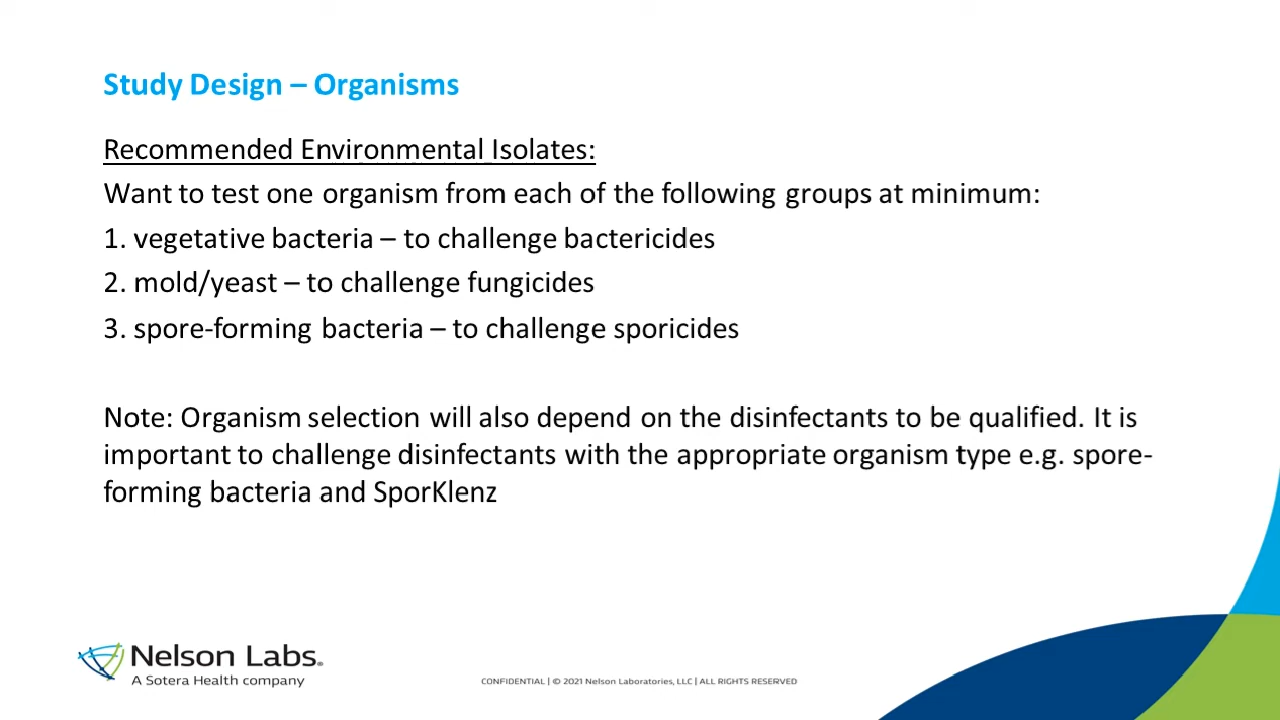 Study Design – Organisms
Recommended Environmental Isolates:
Want to test one organism from each of the following groups at minimum:
1. vegetative bacteria – to challenge bactericides
2. mold/yeast – to challenge fungicides
3. spore-forming bacteria – to challenge sporicides
Note: Organism selection will also depend on the disinfectants to be qualified. It is
important to challenge disinfectants with the appropriate organism type e.g. spore-
forming bacteria and SporKlenz
Nelson Labs®
A Sotera Health company
CONFIDENTIAL | © 2021 Nelson Laboratories, LLC | ALL RIGHTS RESERVED